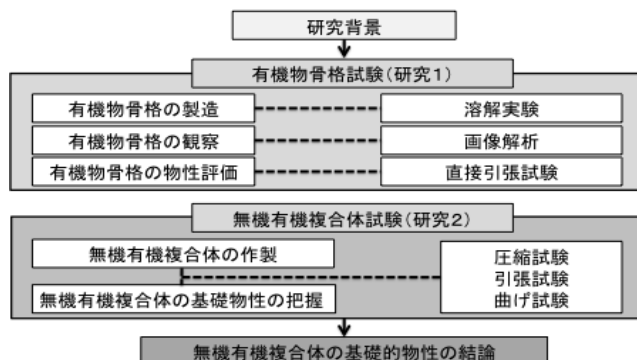 研究背景
有機物骨格試験(研究1)
有機物骨格の製造
溶解実験
有機物骨格の観察
画像解析
有機物骨格の物性評価
直接引張試験
無機有機複合体試験(研究2)
無機有機複合体の作製
無機有機複合体の基礎物性の把握
圧縮試験
引張試験
曲げ試験
無機有機複合体の基礎的物性の結論